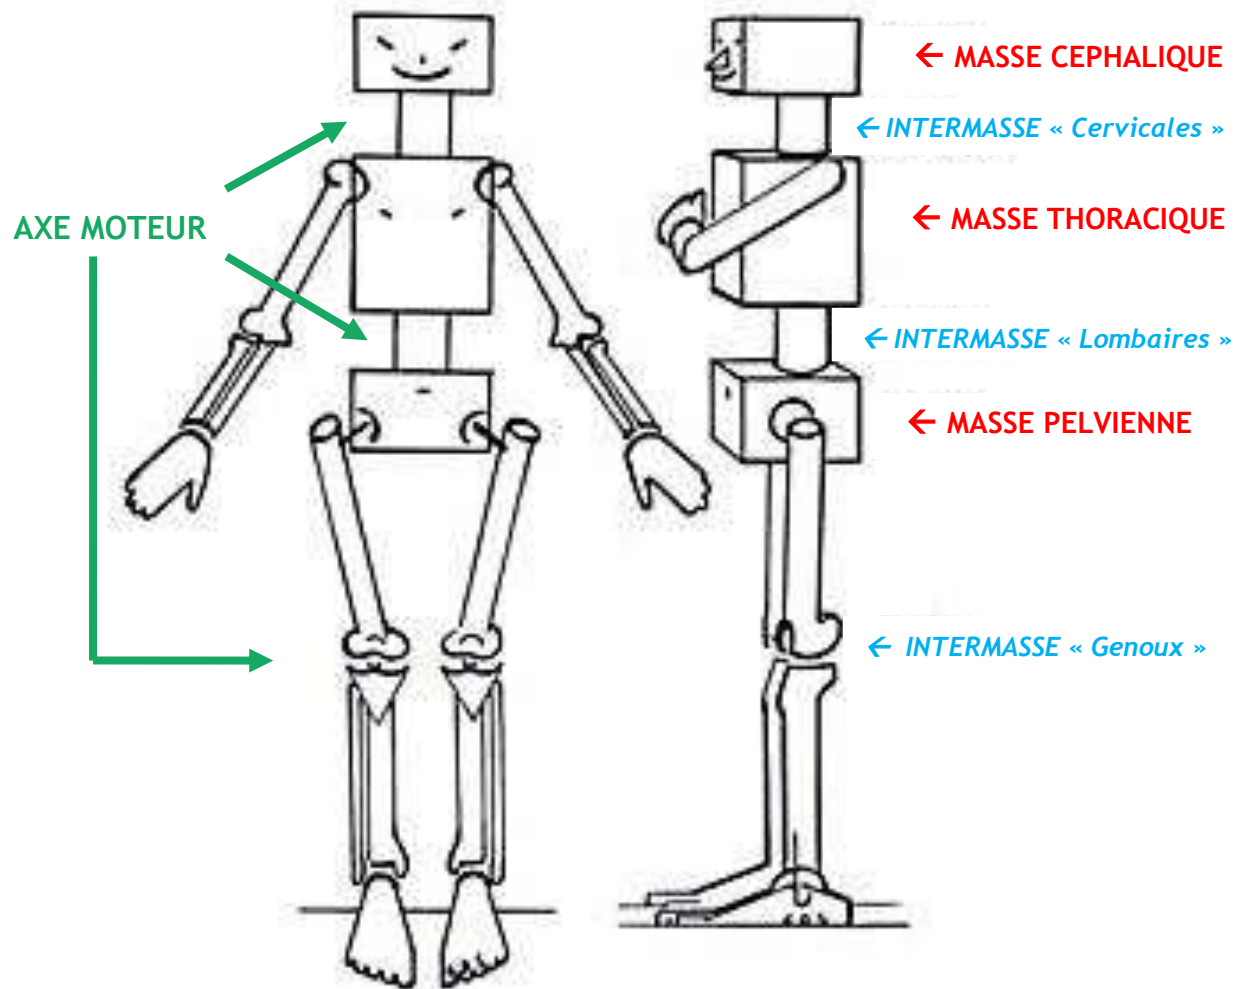 ← MASSE CEPHALIQUE
← INTERMASSE « Cervicales »
← MASSE THORACIQUE
AXE MOTEUR
← INTERMASSE « Lombaires »
← MASSE PELVIENNE
← INTERMASSE « Genoux »